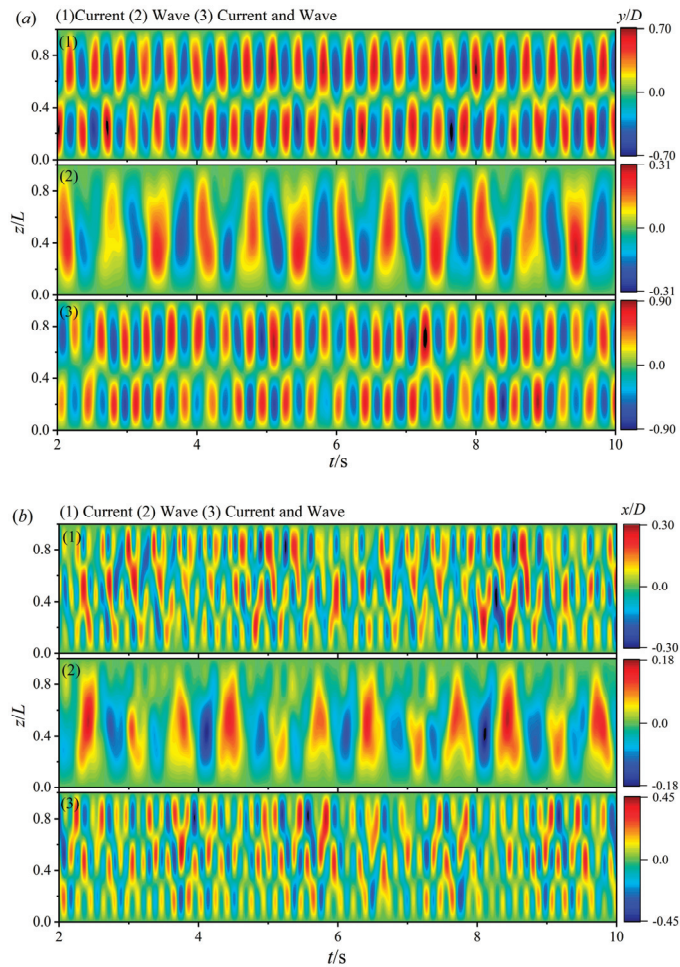 (a) (1)Current (2) Wave (3) Current and Wave y/D
(1) 0.70
0.8 0.0
0.4
0.0 -0.70
(2) 0.31
0.8
z/L 0.4 0.0
0.0 -0.31
(3) 0.90
0.8
0.4 0.0
0.0 -0.90
2 4 6 8 10
t/s
(b) (1) Current (2) Wave (3) Current and Wave x/D
(1) 0.30
0.8
0.4 0.0
0.0 -0.30
(2) 0.18
0.8
z/L 0.4 0.0
0.0 -0.18
(3) 0.45
0.8
0.4 0.0
0.0 -0.45
2 4 6 8 10
t/s